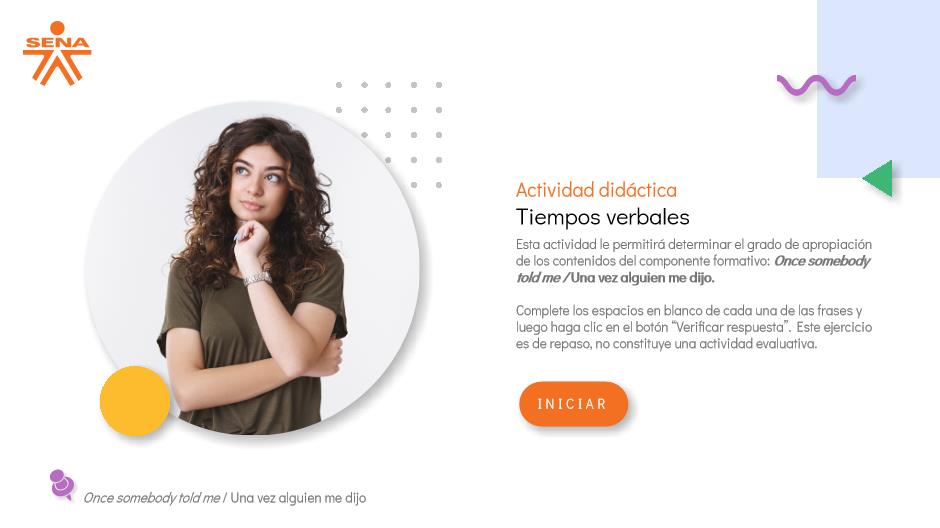 SENA
Actividad didáctica
Tiempos verbales
Esta actividad le permitirá determinar el grado de apropiación
de los contenidos del componente formativo: Once somebody
told me / Una vez alguien me dijo.
Complete los espacios en blanco de cada una de las frases y
luego haga clic en el botón “Verificar respuesta”. Este ejercicio
es de repaso, no constituye una actividad evaluativa.
INICIAR
Once somebody told me / Una vez alguien me dijo